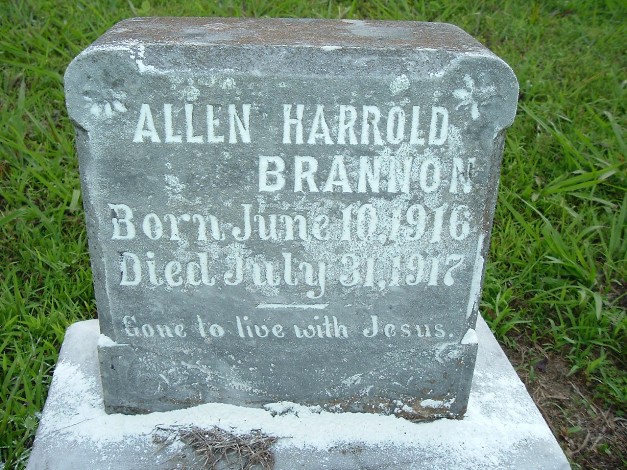 ALLEN HARROLD
BRANNON
Born June 10, 1916
Died July 31, 1917
Gone to live with Jesus.